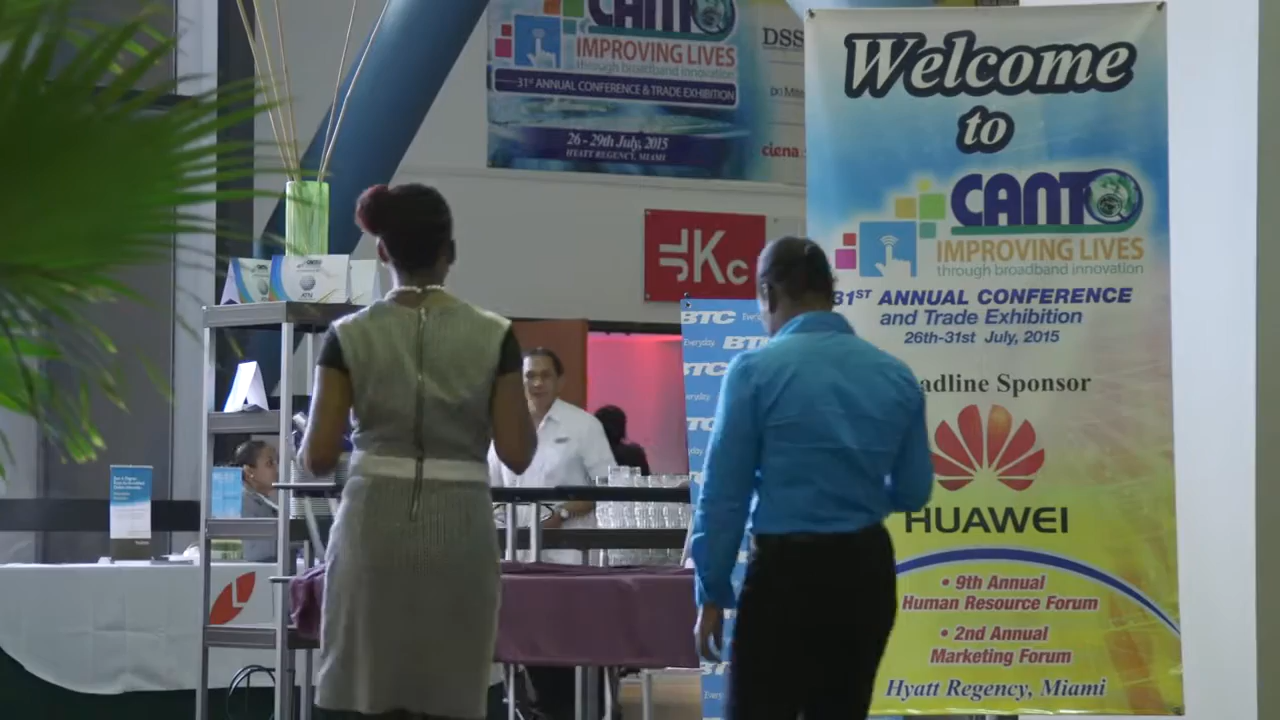 CANTO
IMPROVING LIVES
through broadband innovation
31ST ANNUAL CONFERENCE & TRADE EXHIBITION
26 - 29th July, 2015
HYATT REGENCY, MIAMI
DSS
ciena
Kc
BTC
Everyday
BTC
Welcome
to
CANTO
IMPROVING LIVES
through broadband innovation
31ST ANNUAL CONFERENCE
and Trade Exhibition
26th-31st July, 2015
Sponsor
HUAWEI
• 9th Annual
Human Resource Forum
• 2nd Annual
Marketing Forum
Hyatt Regency, Miami